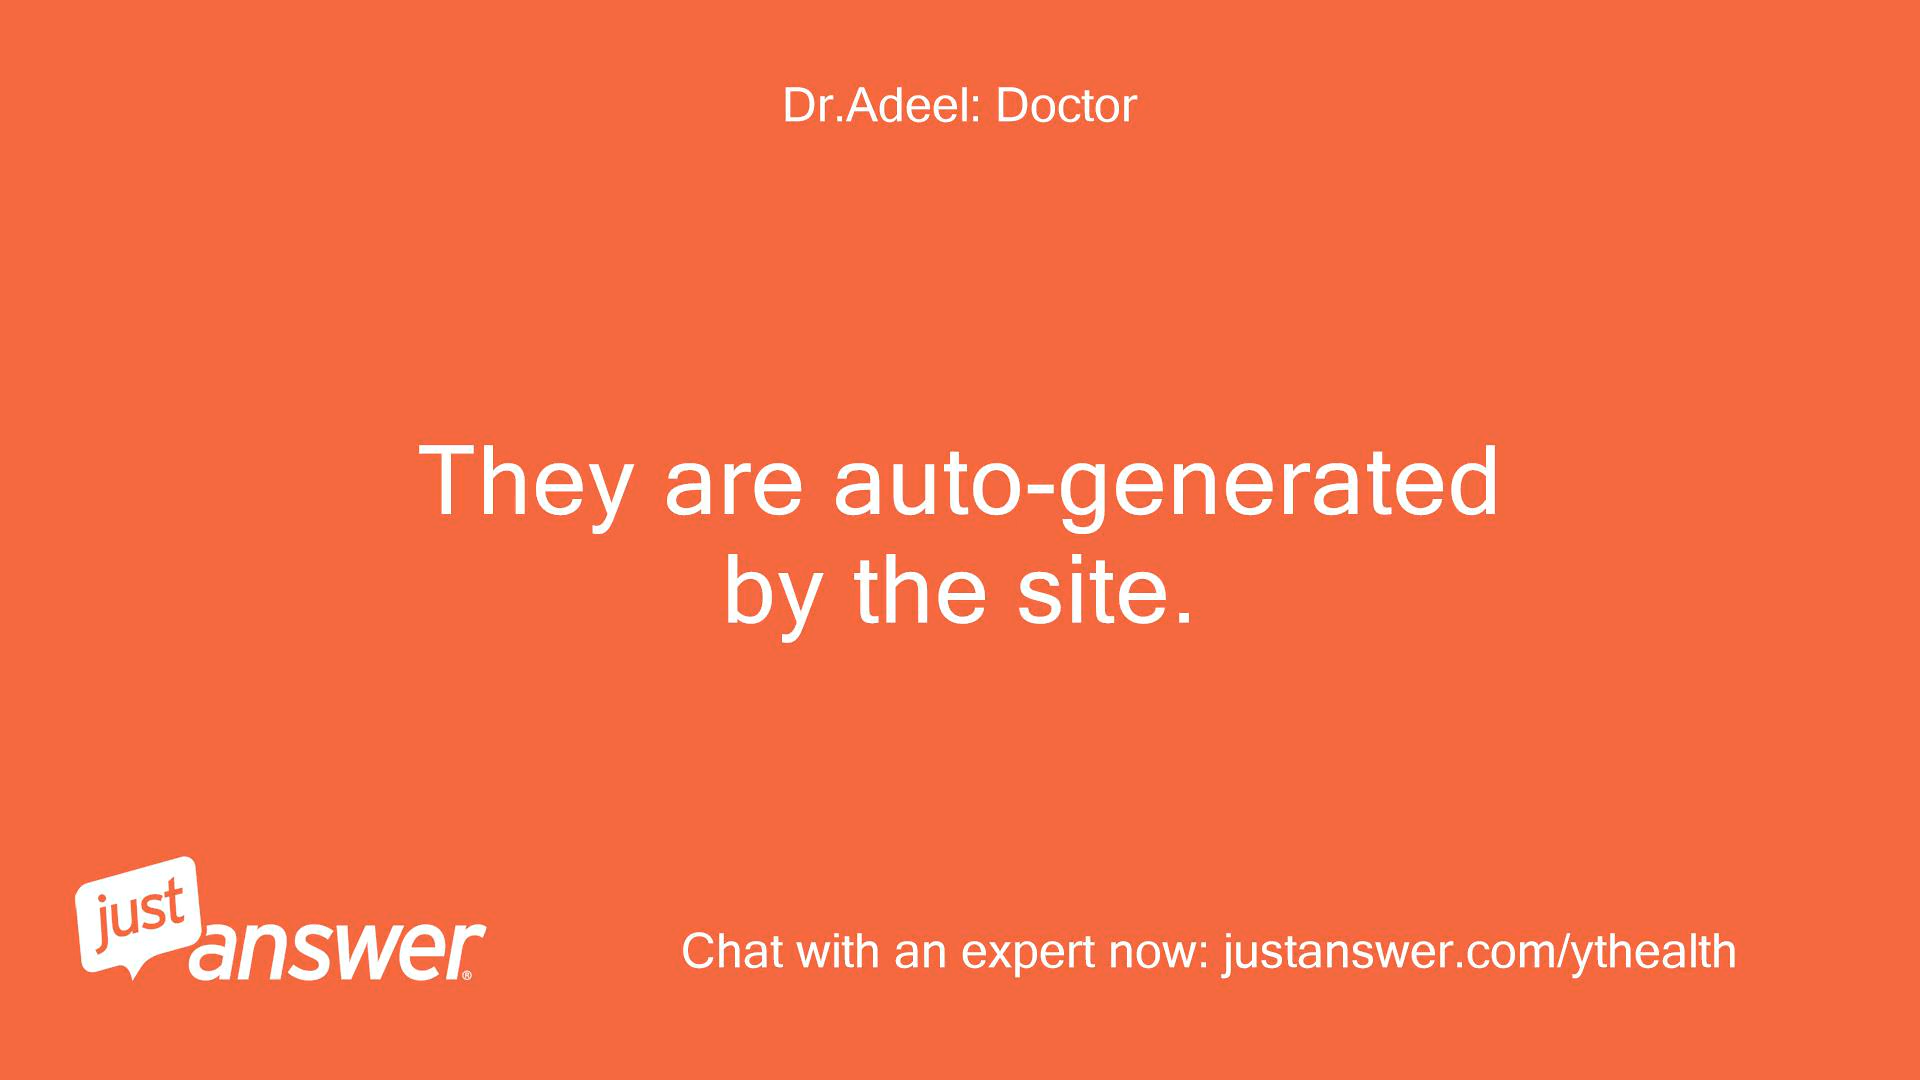 Dr.Adeel: Doctor
They are auto-generated
by the site.
just
answer®
Chat with an expert now: justanswer.com/ythealth